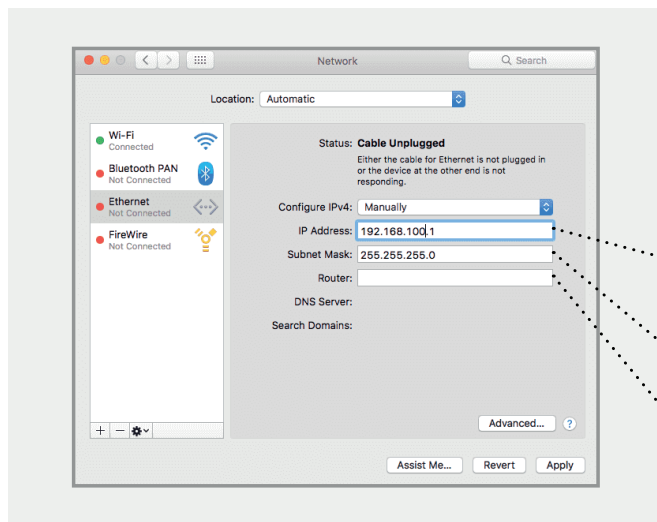 Network
Search
Location: Automatic
Wi-Fi
Connected
Bluetooth PAN
Not Connected
Ethernet
Not Connected
FireWire
Not Connected
Status: Cable Unplugged
Either the cable for Ethernet is not plugged in
or the device at the other end is not
responding.
Configure IPv4: Manually
IP Address: 192.168.100.1
Subnet Mask: 255.255.255.0
Router:
DNS Server:
Search Domains:
Advanced...
?
Assist Me...
Revert
Apply